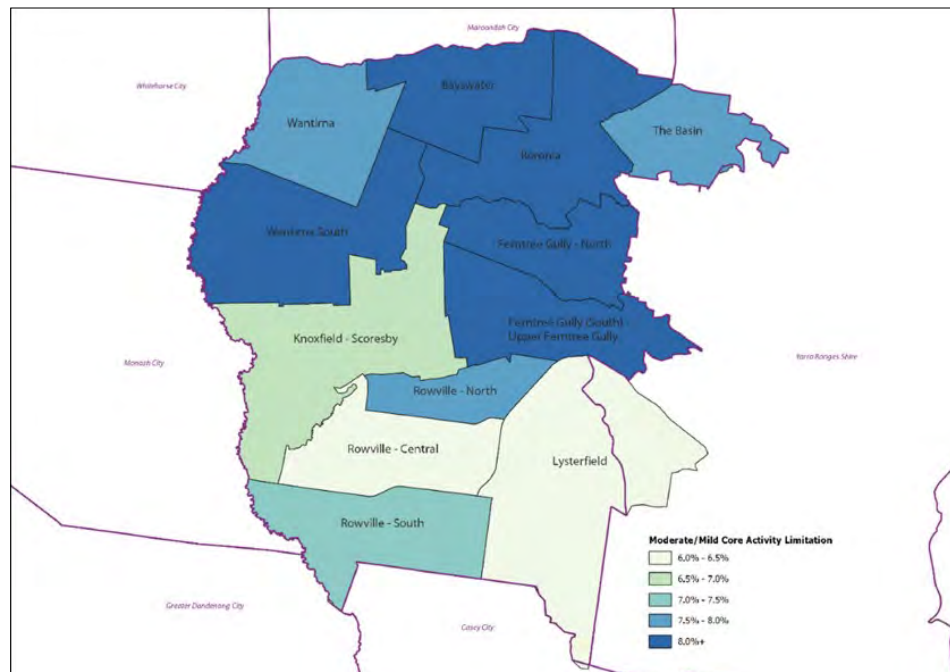 Maroondah City
Whitehorse City
Bayswater
Wantirna
The Basin
Boronia
Wantirna South
Ferntree Gully - North
Ferntree Gully (South) -
Upper Ferntree Gully
Knoxfield - Scoresby
Monash City
Yarra Ranges Shire
Rowville - North
Rowville - Central
Lysterfield
Rowville - South
Moderate/Mild Core Activity Limitation
6.0% - 6.5%
6.5% - 7.0%
7.0% - 7.5%
7.5% - 8.0%
8.0%+
Greater Dandenong City
Casey City